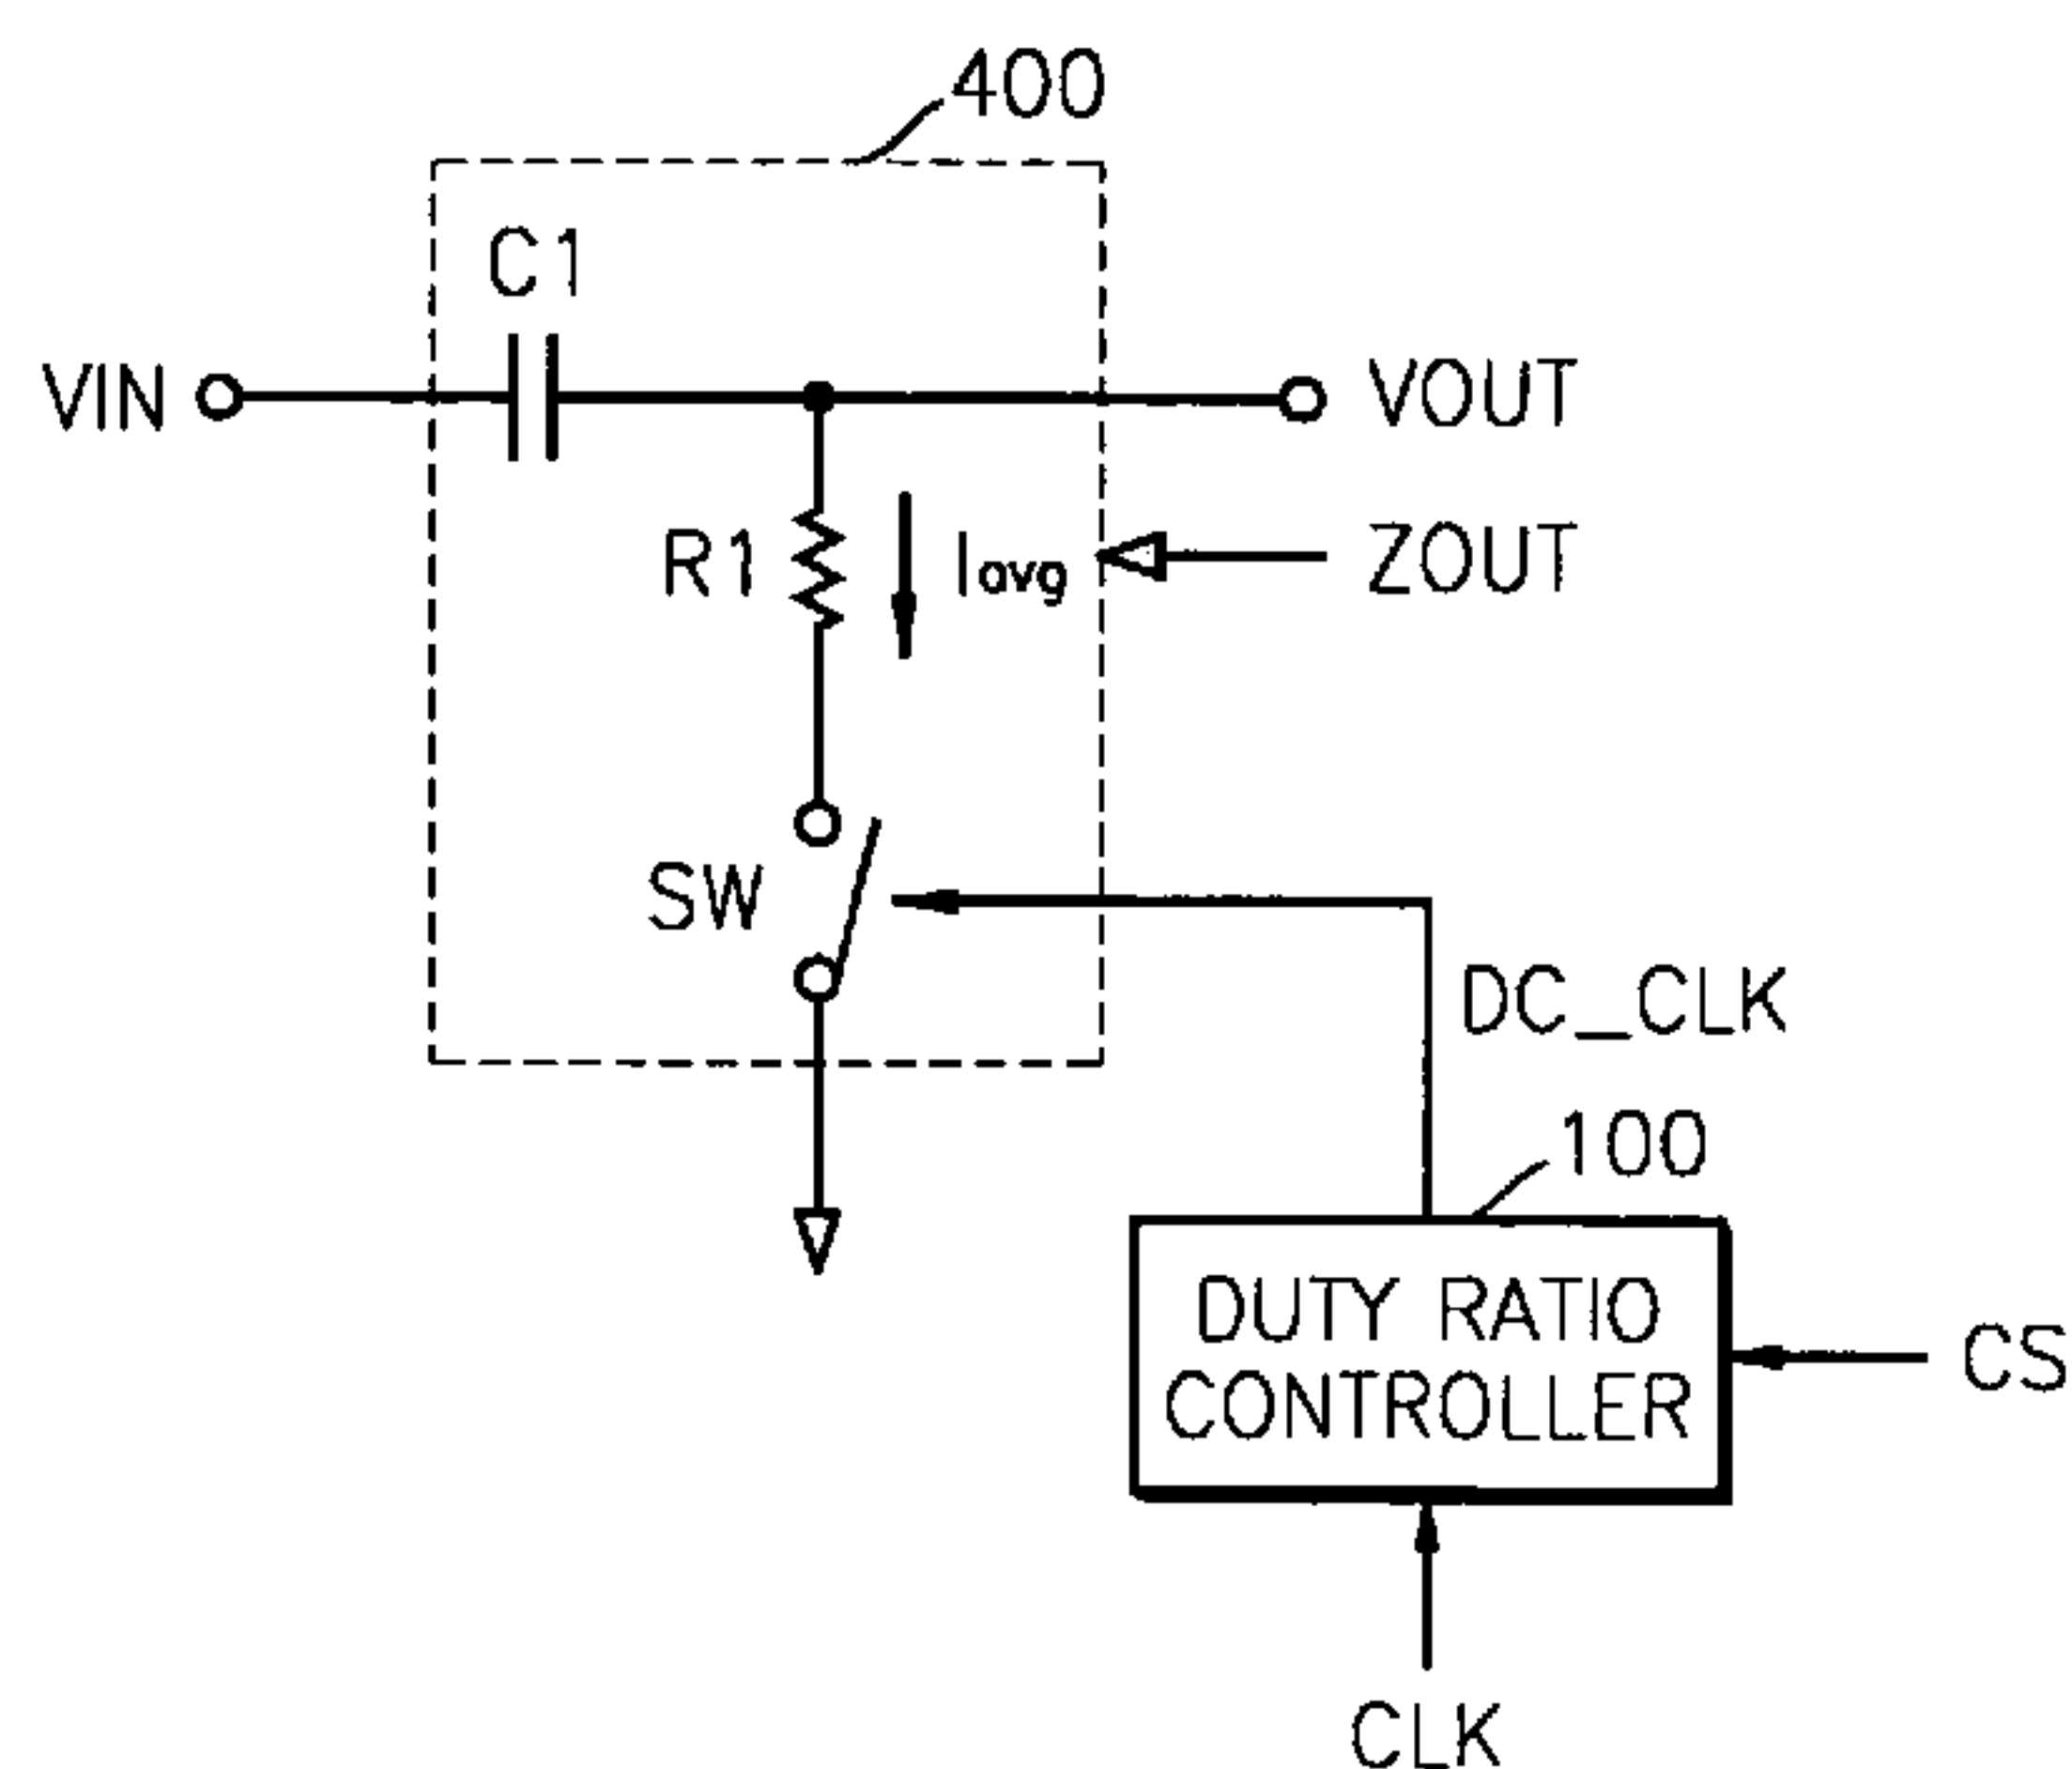 400
C1
VIN
VOUT
R1
Iavg
ZOUT
SW
DC_CLK
100
DUTY RATIO
CONTROLLER
CS
CLK